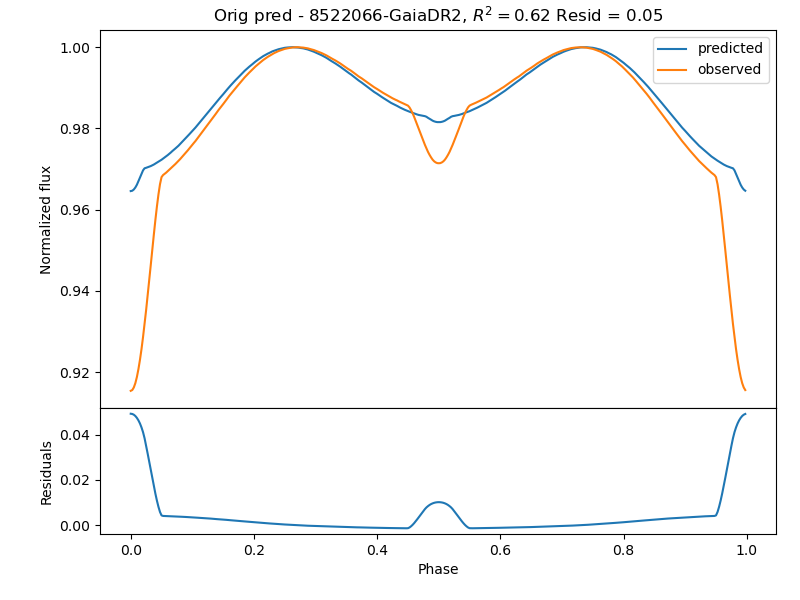 Orig pred - 8522066-GaiaDR2, $R^2 = 0.62$ Resid = 0.05
predicted
observed
1.00
0.98
0.96
0.94
0.92
Normalized flux
0.04
0.02
0.00
Residuals
0.0 0.2 0.4 0.6 0.8 1.0
Phase